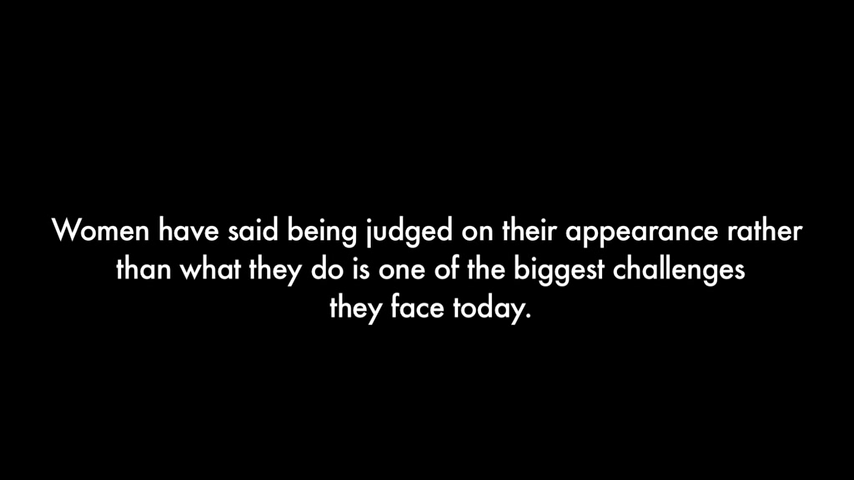 Women have said being judged on their appearance rather
than what they do is one of the biggest challenges
they face today.